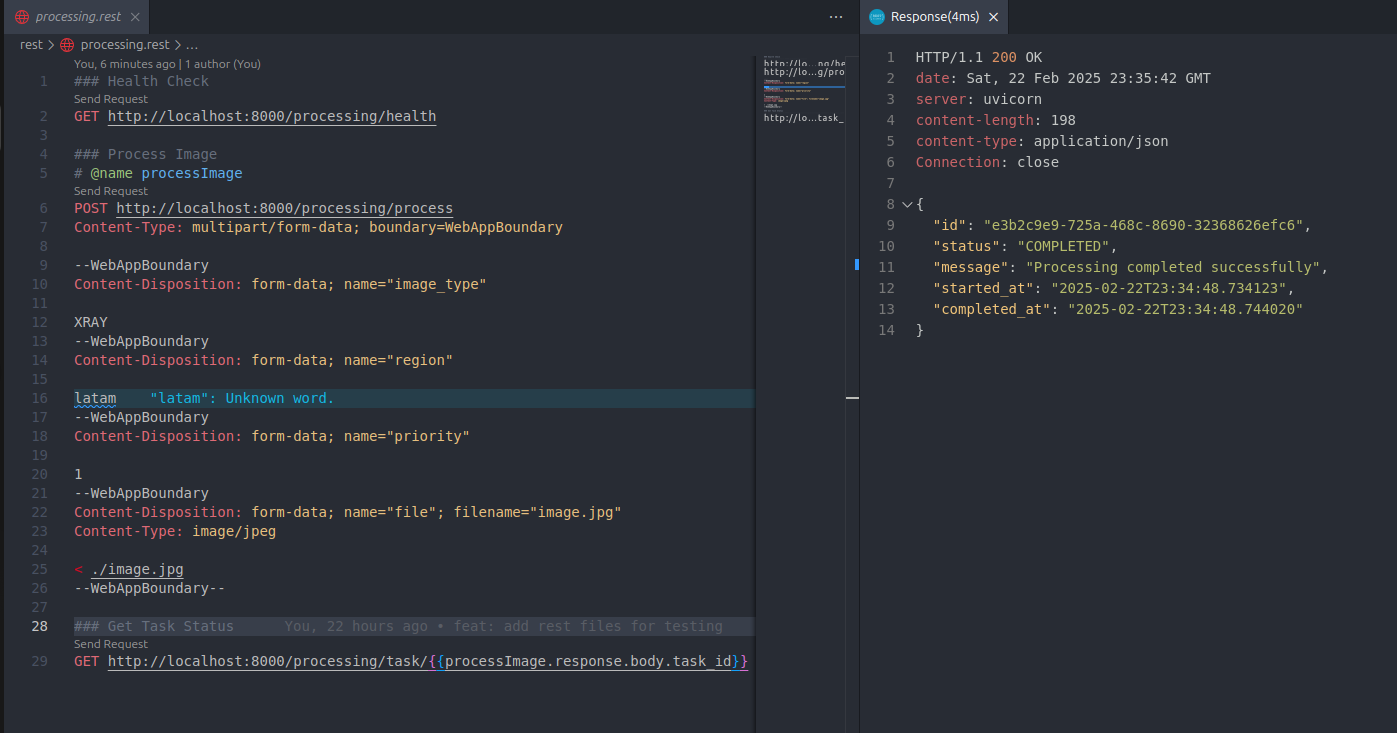 processing.rest
rest > processing.rest > ...
You, 6 minutes ago | 1 author (You)
1 ### Health Check
Send Request
2 GET http://localhost:8000/processing/health
3
4 ### Process Image
5 # @name processImage
Send Request
6 POST http://localhost:8000/processing/process
7 Content-Type: multipart/form-data; boundary=WebAppBoundary
8
9 --WebAppBoundary
10 Content-Disposition: form-data; name="image_type"
11
12 XRAY
13 --WebAppBoundary
14 Content-Disposition: form-data; name="region"
15
16 latam "latam": Unknown word.
17 --WebAppBoundary
18 Content-Disposition: form-data; name="priority"
19
20 1
21 --WebAppBoundary
22 Content-Disposition: form-data; name="file"; filename="image.jpg"
23 Content-Type: image/jpeg
24
25 < ./image.jpg
26 --WebAppBoundary--
27
28 ### Get Task Status You, 22 hours ago • feat: add rest files for testing
Send Request
29 GET http://localhost:8000/processing/task/{{processImage.response.body.task_id}}
http://lo...ng/he
http://lo...g/pro
http://lo...task_
Response(4ms)
1 HTTP/1.1 200 OK
2 date: Sat, 22 Feb 2025 23:35:42 GMT
3 server: uvicorn
4 content-length: 198
5 content-type: application/json
6 Connection: close
7
8 {
9 "id": "e3b2c9e9-725a-468c-8690-32368626efc6",
10 "status": "COMPLETED",
11 "message": "Processing completed successfully",
12 "started_at": "2025-02-22T23:34:48.734123",
13 "completed_at": "2025-02-22T23:34:48.744020"
14 }